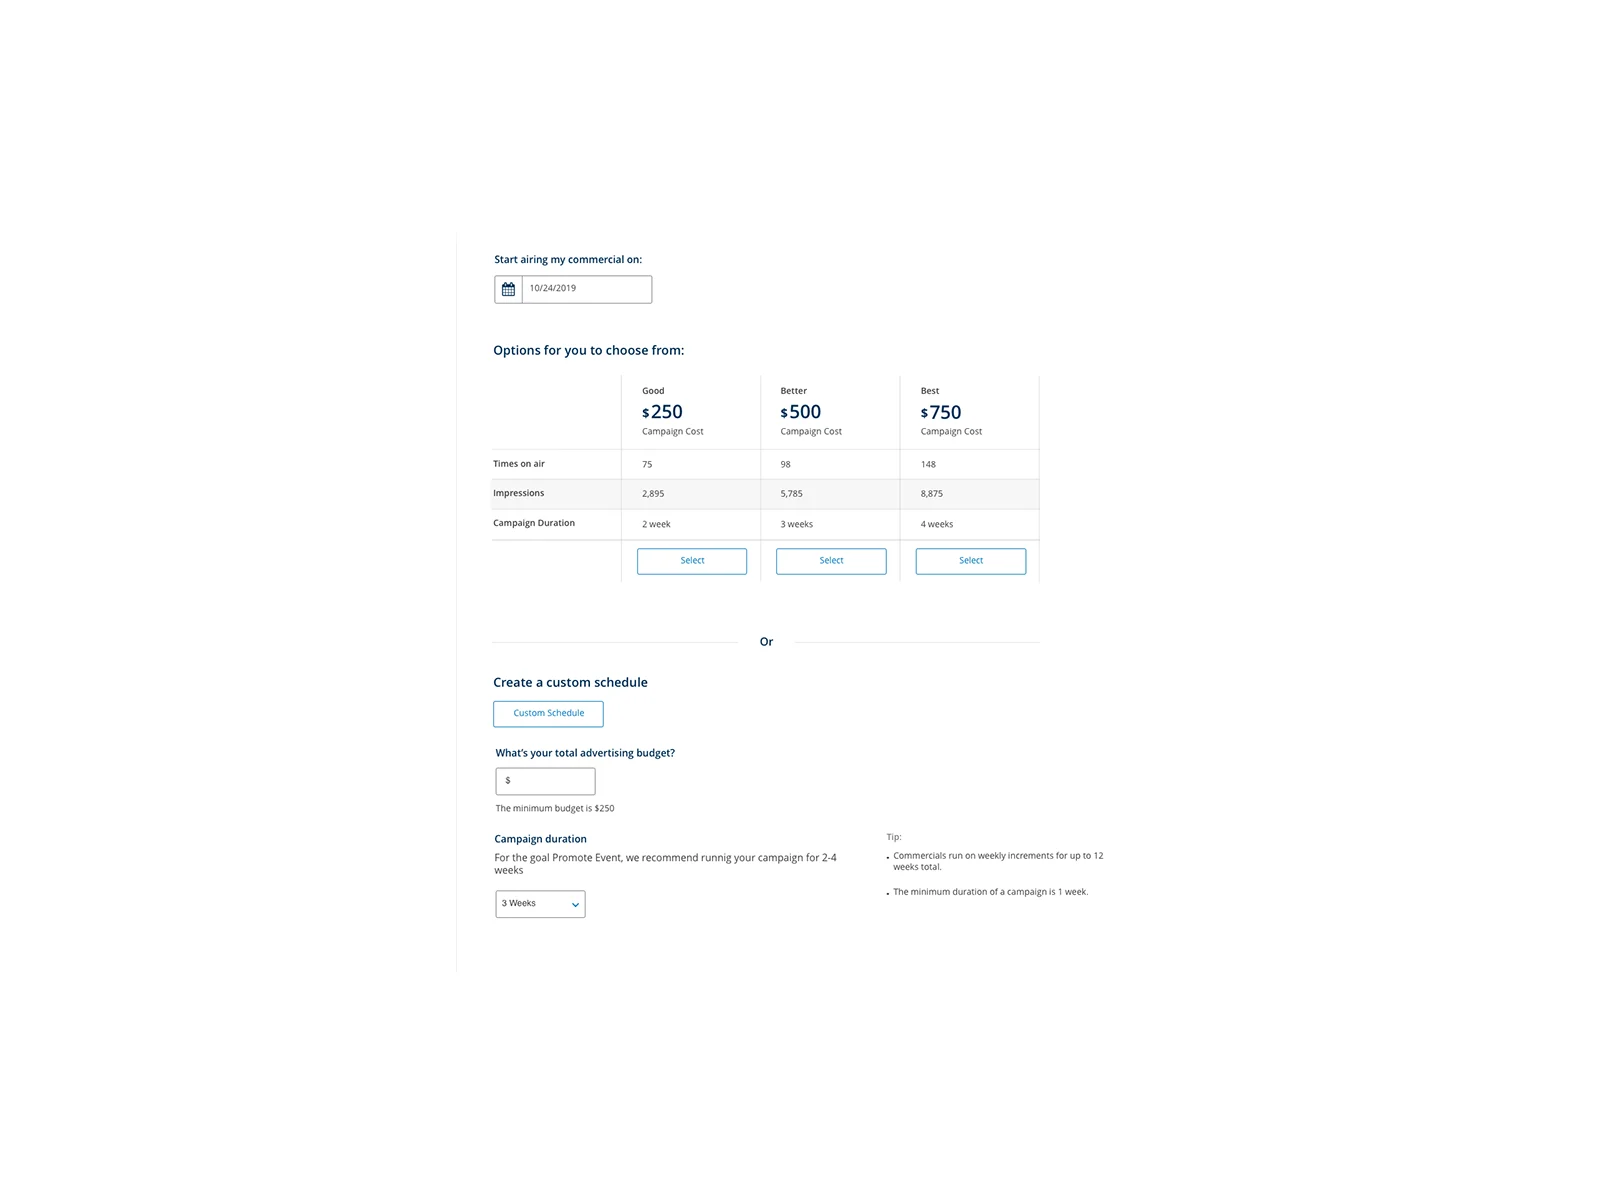 Start airing my commercial on:
10/24/2019
Options for you to choose from:
Good Better Best
$250 $500 $750
Campaign Cost Campaign Cost Campaign Cost
Times on air 75 98 148
Impressions 2,895 5,785 8,875
Campaign Duration 2 week 3 weeks 4 weeks
Select Select Select
Or
Create a custom schedule
Custom Schedule
What's your total advertising budget?
$
The minimum budget is $250
Campaign duration
For the goal Promote Event, we recommend runnig your campaign for 2-4
weeks
3 Weeks
Tip:
• Commercials run on weekly increments for up to 12
weeks total.
• The minimum duration of a campaign is 1 week.